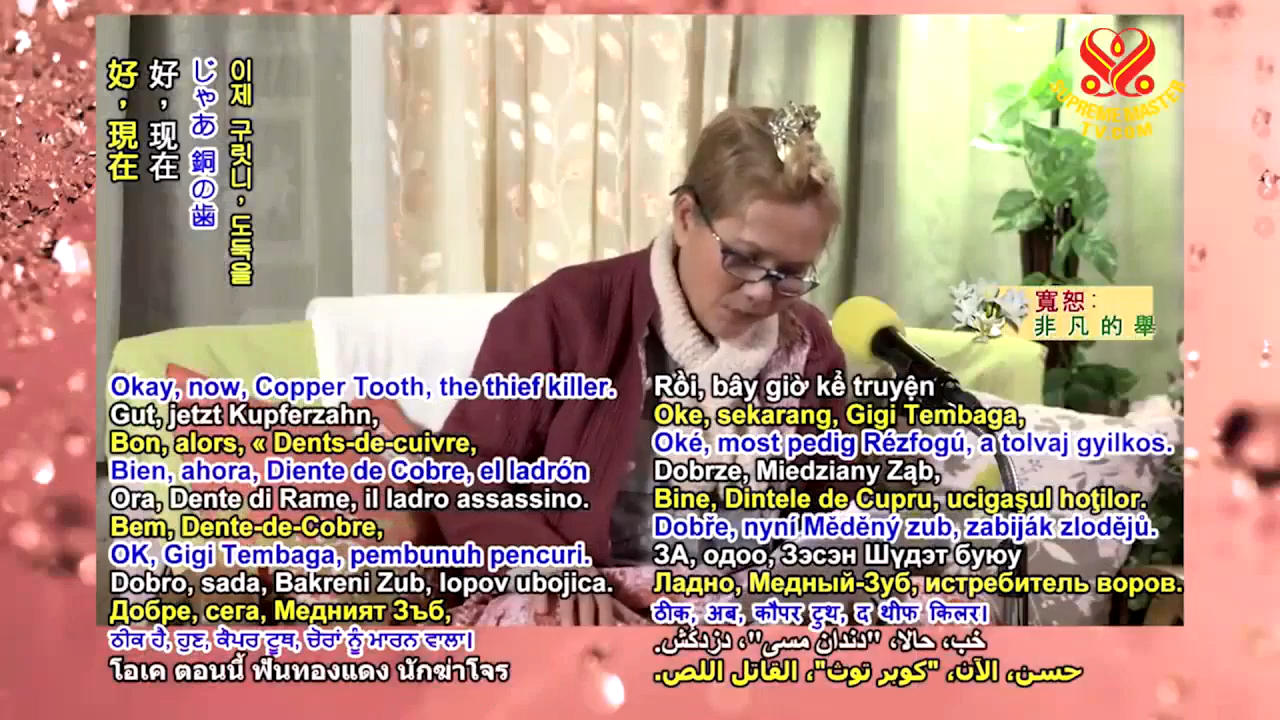 好，現在
好，现在
じゃあ 銅の歯
이제 구릿니, 도둑을
SUPREME MASTER
TV.COM
寬恕：
非凡的舉
Okay, now, Copper Tooth, the thief killer.
Gut, jetzt Kupferzahn,
Bon, alors, « Dents-de-cuivre,
Bien, ahora, Diente de Cobre, el ladrón
Ora, Dente di Rame, il ladro assassino.
Bem, Dente-de-Cobre,
OK, Gigi Tembaga, pembunuh pencuri.
Dobro, sada, Bakreni Zub, lopov ubojica.
Добре, сега, Медният Зъб,
ਠੀਕ ਹੈ, ਹੁਣ, ਕੋਪਰ ਟੂਥ, ਚੋਰਾਂ ਨੂੰ ਮਾਰਨ ਵਾਲਾ।
โอเค ตอนนี้ ฟันทองแดง นักฆ่าโจร
Rồi, bây giờ kể truyện
Oke, sekarang, Gigi Tembaga,
Oké, most pedig Rézfogú, a tolvaj gyilkos.
Dobrze, Miedziany Ząb,
Bine, Dintele de Cupru, ucigaşul hoţilor.
Dobře, nyní Měděný zub, zabiják zlodějů.
ЗА, одоо, Зэсэн Шүдэт буюу
Ладно, Медный-Зуб, истребитель воров.
ठीक, अब, कौपर टुथ, द थीफ किलर।
خب، حالا، "دندان مسی"، دزدکش.
حسن، الآن، "كوبر توث"، القاتل اللص.